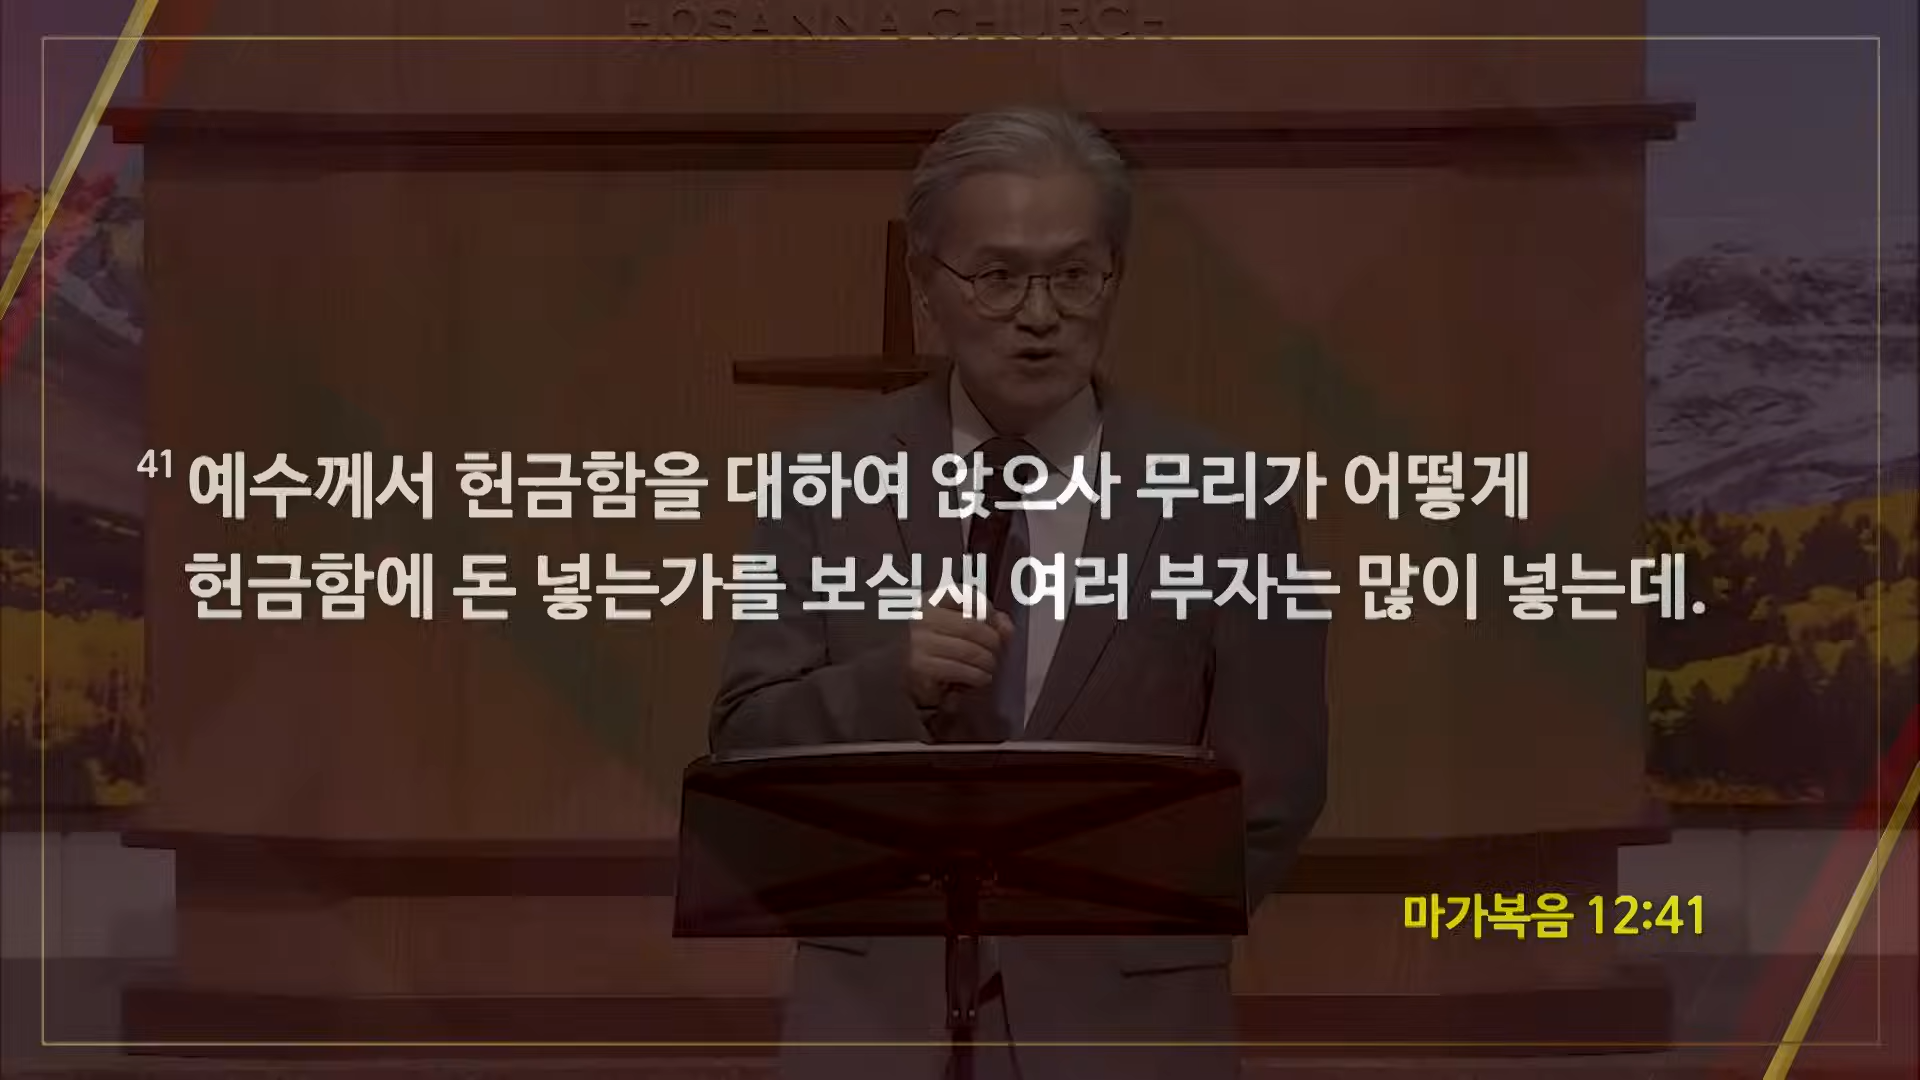 HOSANNA CHURCH
41 예수께서 헌금함을 대하여 앉으사 무리가 어떻게
헌금함에 돈 넣는가를 보실새 여러 부자는 많이 넣는데.
마가복음 12:41